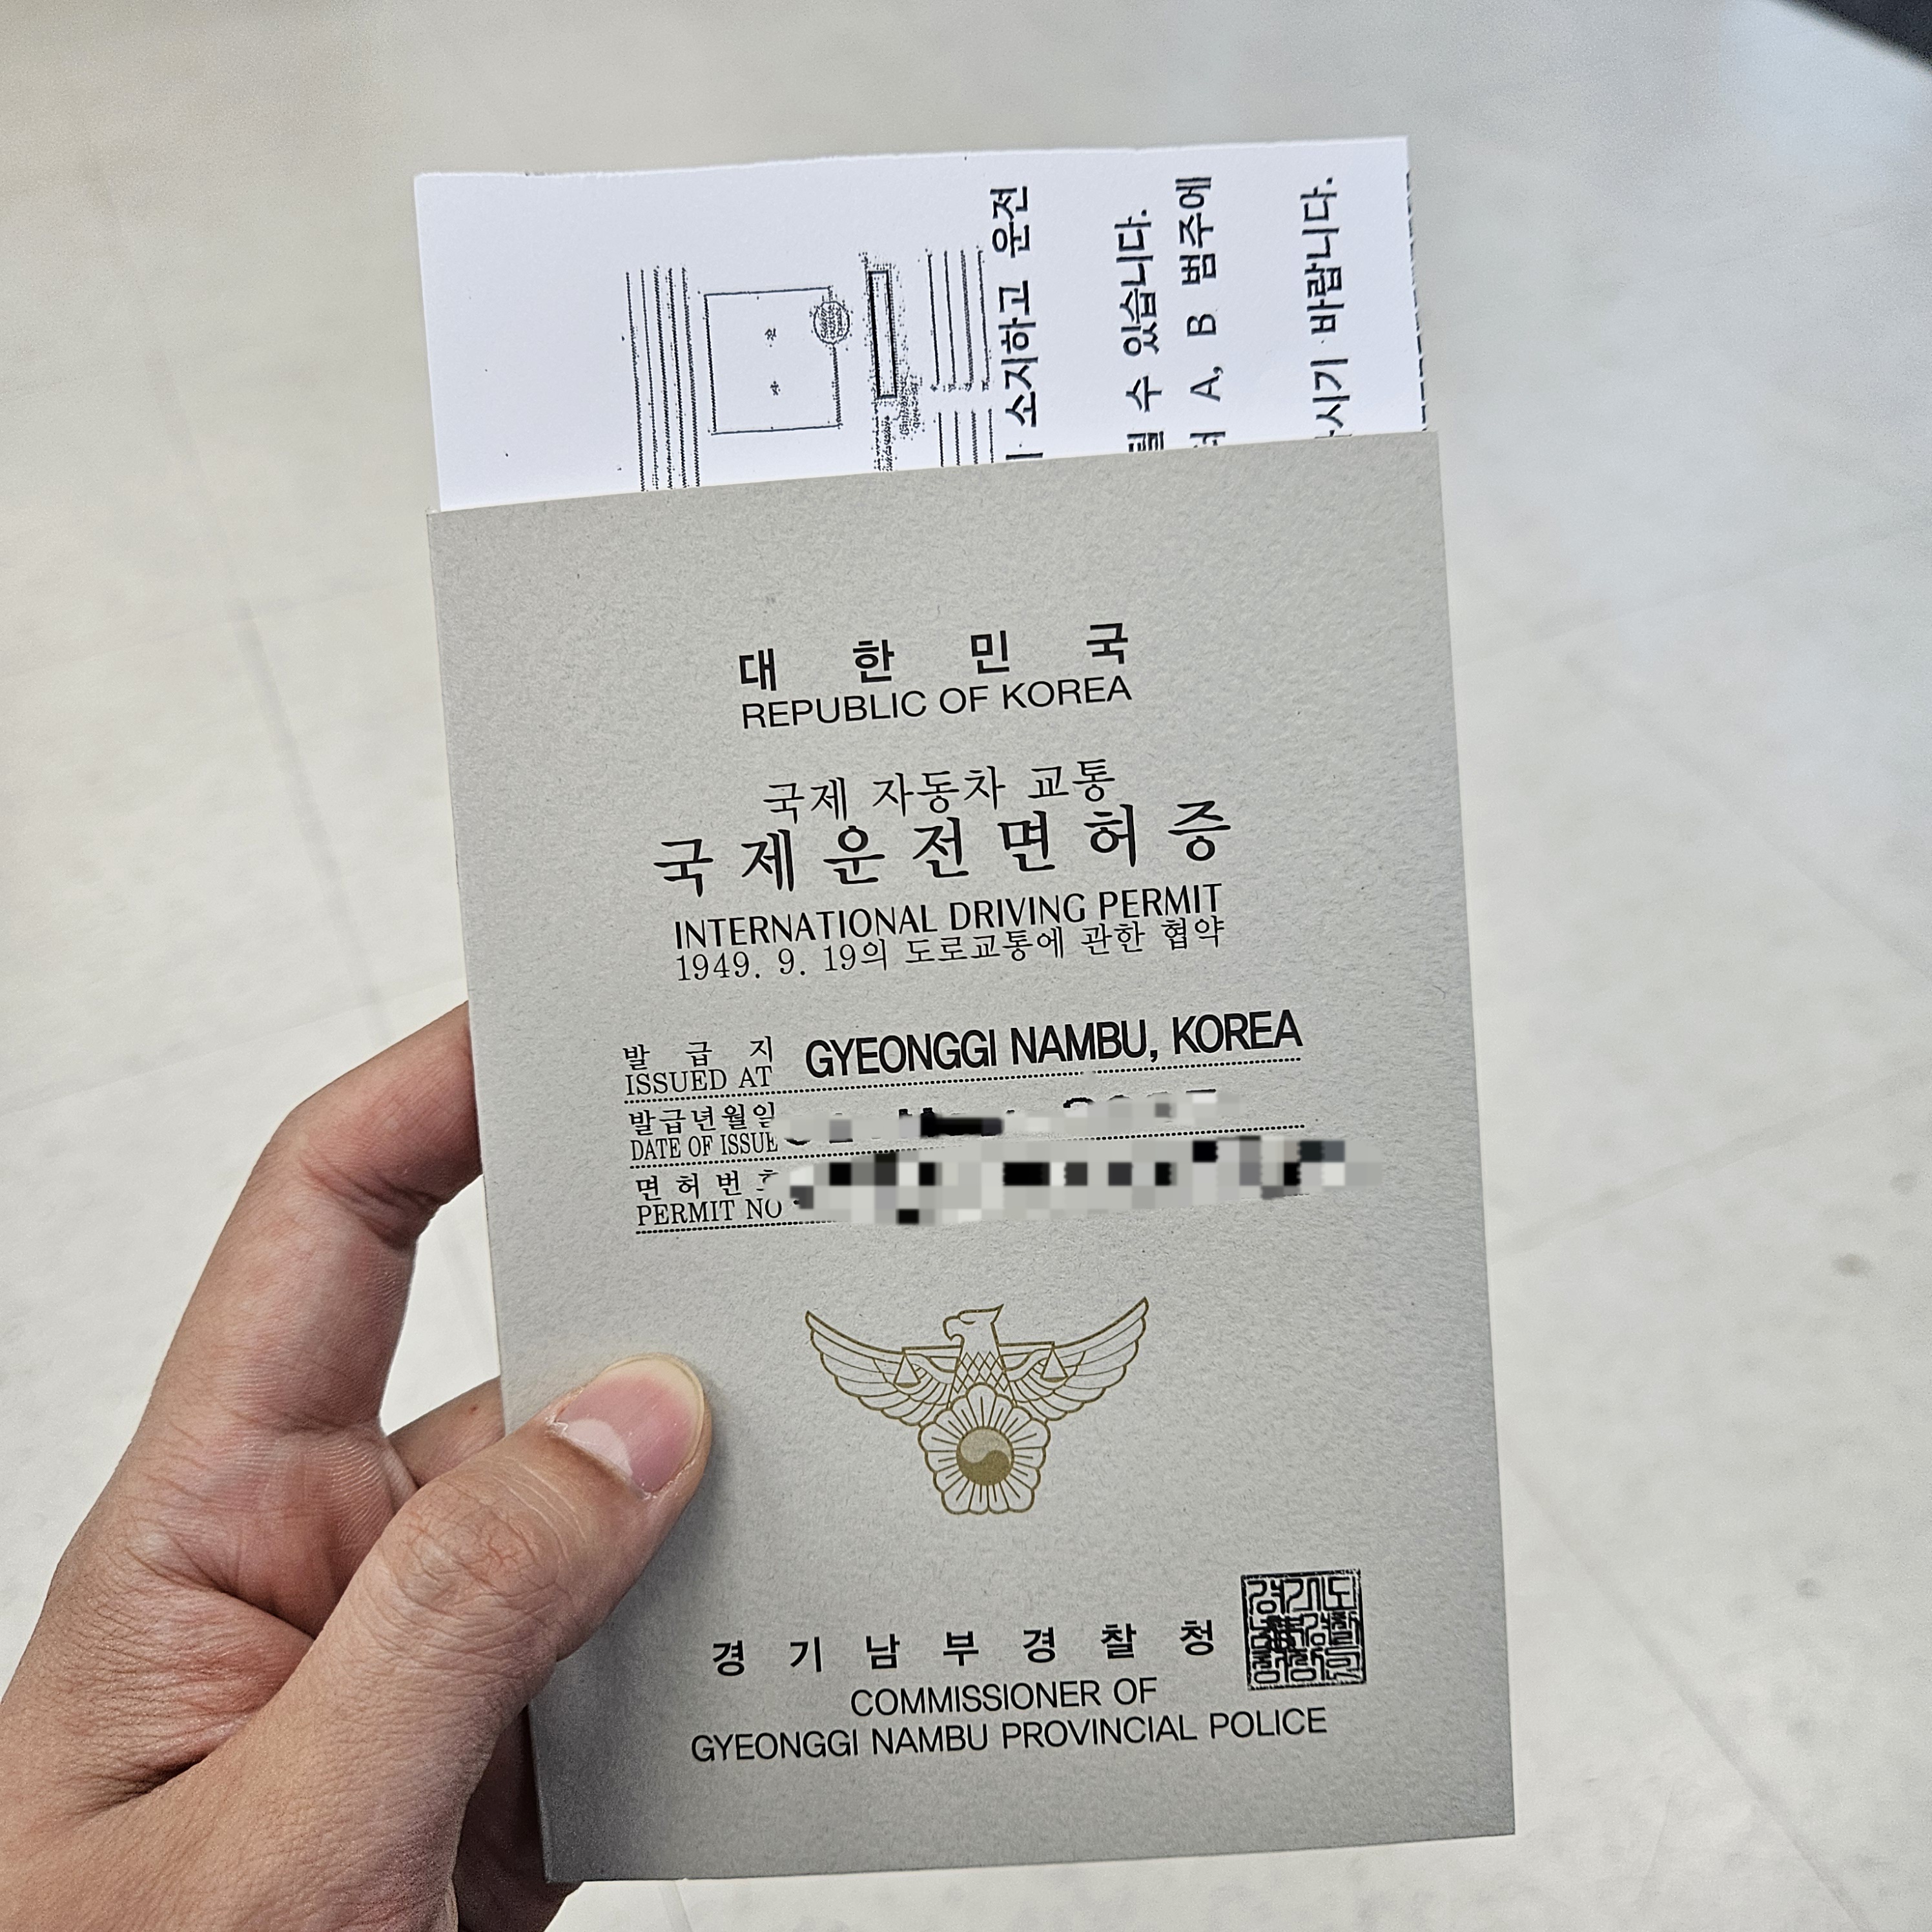 소지하고 운전
수 있습니다.
A, B 범주에
시기 바랍니다.
대한민국
REPUBLIC OF KOREA
국제 자동차 교통
국제운전면허증
INTERNATIONAL DRIVING PERMIT
1949. 9. 19의 도로교통에 관한 협약
발급지 GYEONGGI NAMBU, KOREA
ISSUED AT
발급년월일
DATE OF ISSUE
면허번호
PERMIT NO
경기남부경찰청
COMMISSIONER OF
GYEONGGI NAMBU PROVINCIAL POLICE